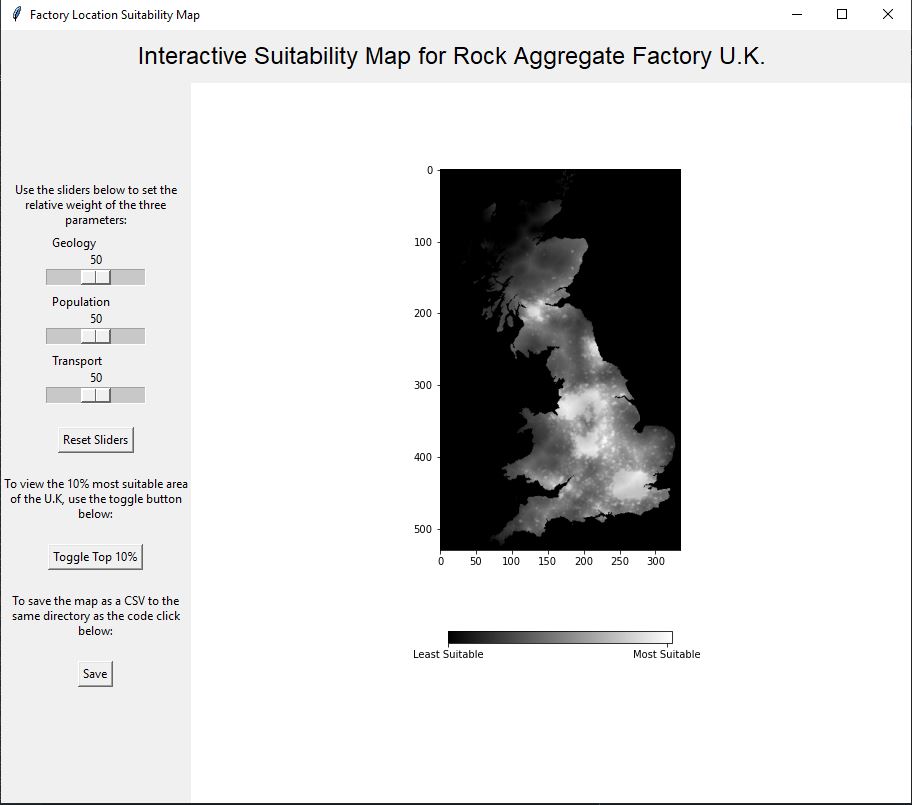 Factory Location Suitability Map
Interactive Suitability Map for Rock Aggregate Factory U.K.
Use the sliders below to set the
relative weight of the three
parameters:
Geology
50
Population
50
Transport
50
Reset Sliders
To view the 10% most suitable area
of the U.K, use the toggle button
below:
Toggle Top 10%
To save the map as a CSV to the
same directory as the code click
below:
Save
0
100
200
300
400
500
0 50 100 150 200 250 300
Least Suitable Most Suitable